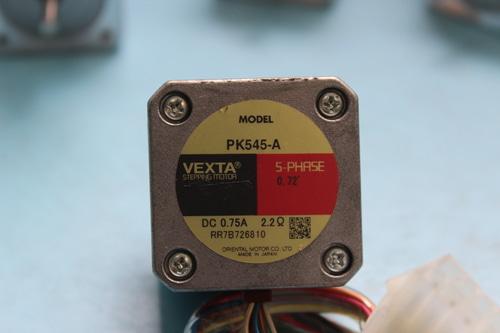 MODEL
PK545-A
VEXTA®
STEPPING MOTOR
5-PHASE
0.72°
DC 0.75A 2.2Ω
RR7B726810
ORIENTAL MOTOR CO., LTD.
MADE IN JAPAN